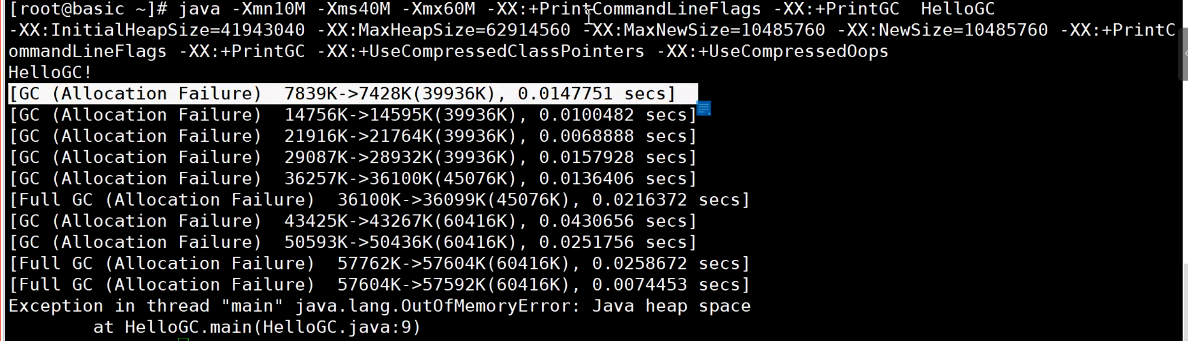 [root@basic ~]# java -Xmn10M -Xms40M -Xmx60M -XX:+PrintCommandLineFlags -XX:+PrintGC  HelloGC
-XX:InitialHeapSize=41943040 -XX:MaxHeapSize=62914560 -XX:MaxNewSize=10485760 -XX:NewSize=10485760 -XX:+PrintC
ommandLineFlags -XX:+PrintGC -XX:+UseCompressedClassPointers -XX:+UseCompressedOops
HelloGC!
[GC (Allocation Failure)  7839K->7428K(39936K), 0.0147751 secs]
[GC (Allocation Failure)  14756K->14595K(39936K), 0.0100482 secs]
[GC (Allocation Failure)  21916K->21764K(39936K), 0.0068888 secs]
[GC (Allocation Failure)  29087K->28932K(39936K), 0.0157928 secs]
[GC (Allocation Failure)  36257K->36100K(45076K), 0.0136406 secs]
[Full GC (Allocation Failure)  36100K->36099K(45076K), 0.0216372 secs]
[GC (Allocation Failure)  43425K->43267K(60416K), 0.0430656 secs]
[GC (Allocation Failure)  50593K->50436K(60416K), 0.0251756 secs]
[Full GC (Allocation Failure)  57762K->57604K(60416K), 0.0258672 secs]
[Full GC (Allocation Failure)  57604K->57592K(60416K), 0.0074453 secs]
Exception in thread "main" java.lang.OutOfMemoryError: Java heap space
        at HelloGC.main(HelloGC.java:9)